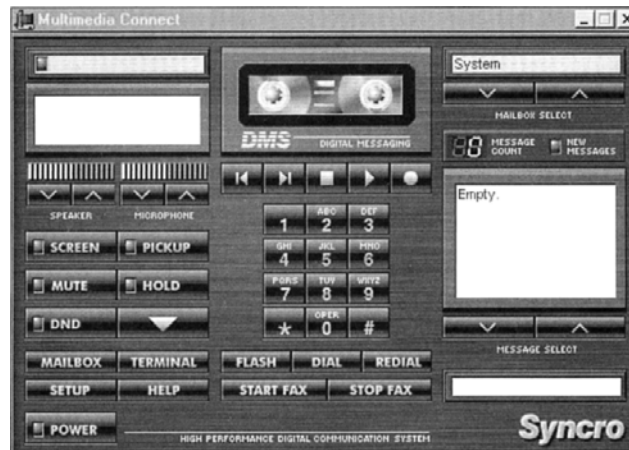 Multimedia Connect
System
MAILBOX SELECT
DMS DIGITAL MESSAGING
MESSAGE COUNT
NEW MESSAGES
SPEAKER MICROPHONE
Empty.
1 ABC 2 DEF 3
GHI 4 JKL 5 MNO 6
PQRS 7 TUV 8 WXYZ 9
* OPER 0 #
SCREEN PICKUP
MUTE HOLD
DND
MESSAGE SELECT
MAILBOX TERMINAL FLASH DIAL REDIAL
SETUP HELP START FAX STOP FAX
POWER
HIGH PERFORMANCE DIGITAL COMMUNICATION SYSTEM
Syncro